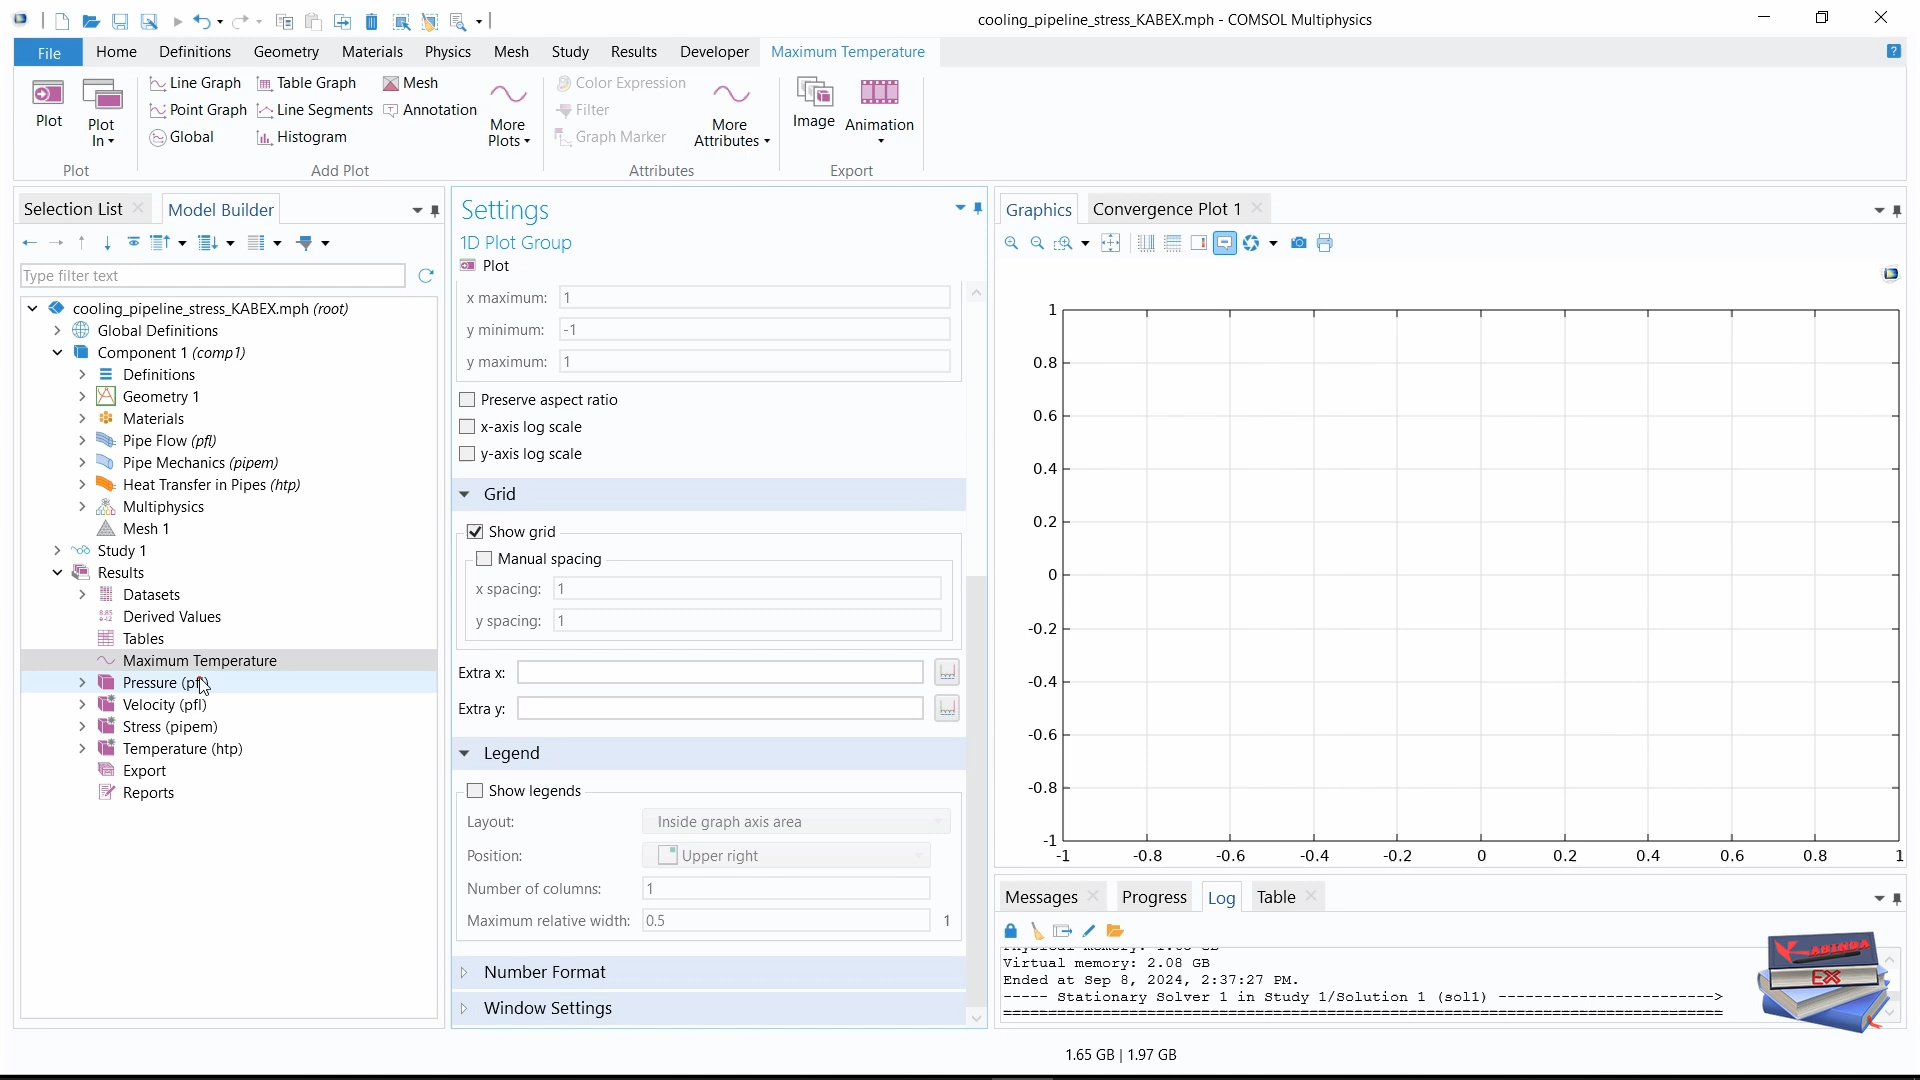 cooling_pipeline_stress_KABEX.mph - COMSOL Multiphysics
File Home Definitions Geometry Materials Physics Mesh Study Results Developer Maximum Temperature
Plot
Plot In
Plot
Line Graph Table Graph Mesh
Point Graph Line Segments Annotation
Global Histogram
More Plots
Add Plot
Color Expression
Filter
Graph Marker
More Attributes
Attributes
Image Animation
Export
Selection List Model Builder
Type filter text
cooling_pipeline_stress_KABEX.mph (root)
Global Definitions
Component 1 (comp1)
Definitions
Geometry 1
Materials
Pipe Flow (pfl)
Pipe Mechanics (pipem)
Heat Transfer in Pipes (htp)
Multiphysics
Mesh 1
Study 1
Results
Datasets
Derived Values
Tables
Maximum Temperature
Pressure
Velocity (pfl)
Stress (pipem)
Temperature (htp)
Export
Reports
Settings
1D Plot Group
Plot
x maximum: 1
y minimum: -1
y maximum: 1
Preserve aspect ratio
x-axis log scale
y-axis log scale
Grid
Show grid
Manual spacing
x spacing: 1
y spacing: 1
Extra x:
Extra y:
Legend
Show legends
Layout: Inside graph axis area
Position: Upper right
Number of columns: 1
Maximum relative width: 0.5 1
Number Format
Window Settings
Graphics Convergence Plot 1
1
0.8
0.6
0.4
0.2
0
-0.2
-0.4
-0.6
-0.8
-1
-1 -0.8 -0.6 -0.4 -0.2 0 0.2 0.4 0.6 0.8 1
Messages Progress Log Table
Virtual memory: 2.08 GB
Ended at Sep 8, 2024, 2:37:27 PM.
----- Stationary Solver 1 in Study 1/Solution 1 (sol1) ----------------------->
EX
1.65 GB | 1.97 GB